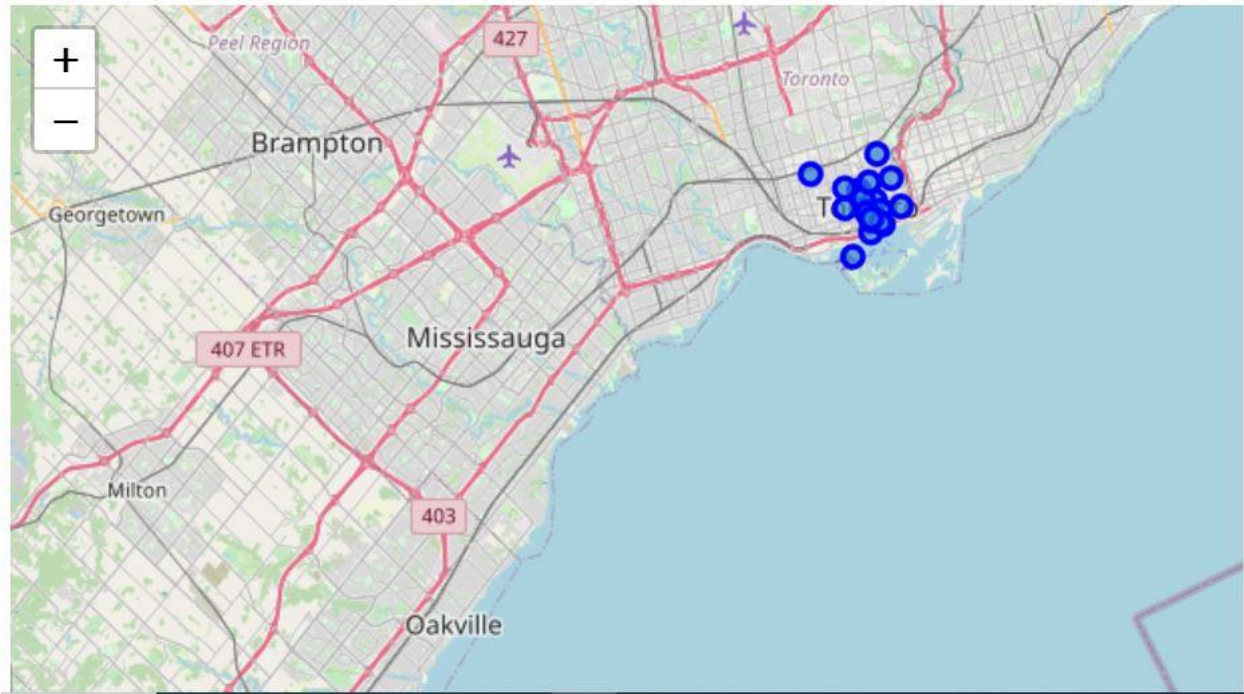 +
−
Peel Region
427
Toronto
Brampton
Georgetown
Mississauga
407 ETR
Milton
403
Oakville